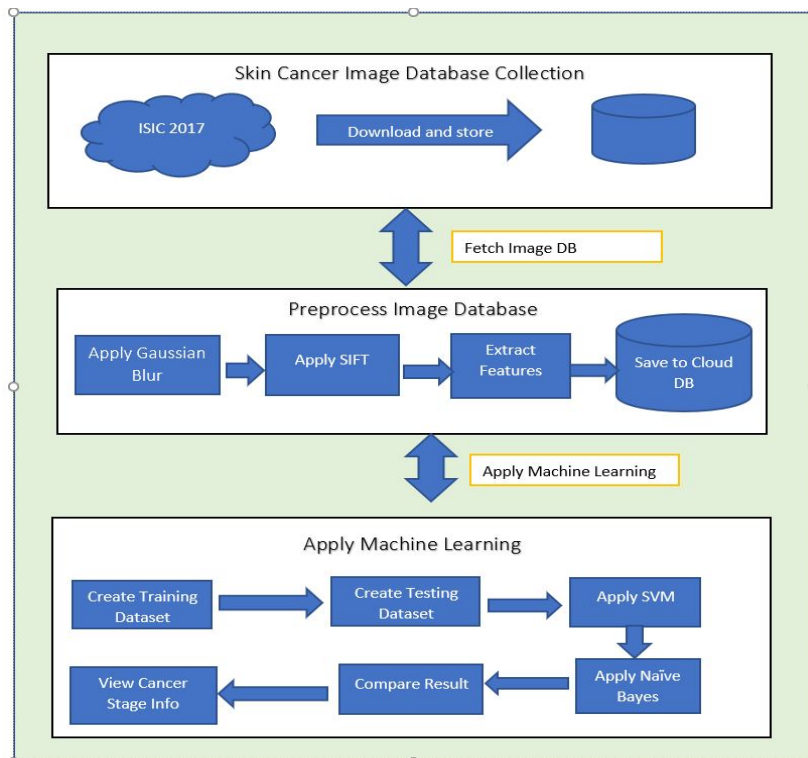 Skin Cancer Image Database Collection
ISIC 2017
Download and store
Fetch Image DB
Preprocess Image Database
Apply Gaussian
Blur
Apply SIFT
Extract
Features
Save to Cloud
DB
Apply Machine Learning
Apply Machine Learning
Create Training
Dataset
Create Testing
Dataset
Apply SVM
View Cancer
Stage Info
Compare Result
Apply Naïve
Bayes